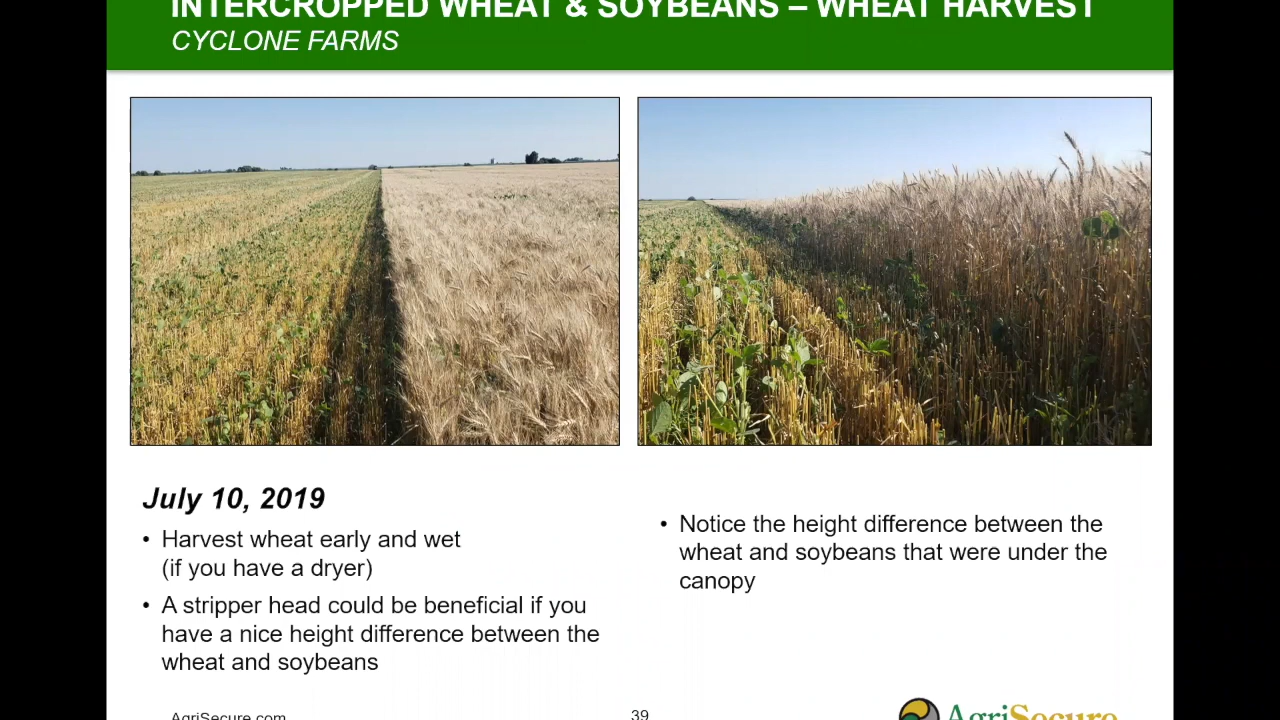 INTERCROPPED WHEAT & SOYBEANS – WHEAT HARVEST
CYCLONE FARMS
July 10, 2019
• Harvest wheat early and wet
(if you have a dryer)
• A stripper head could be beneficial if you
have a nice height difference between the
wheat and soybeans
• Notice the height difference between the
wheat and soybeans that were under the
canopy
AgriSecure.com
39
AgriSecure